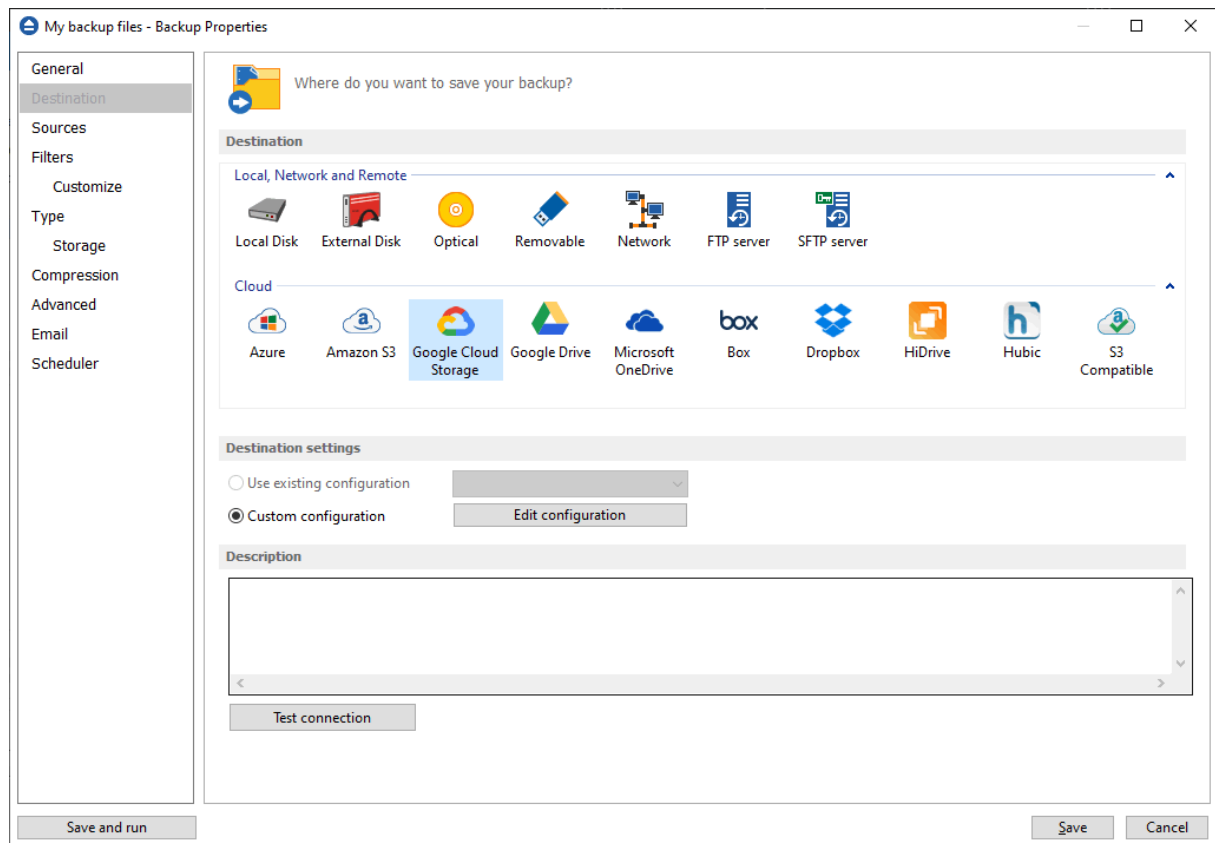 My backup files - Backup Properties
General
Destination
Sources
Filters
Customize
Type
Storage
Compression
Advanced
Email
Scheduler
Where do you want to save your backup?
Destination
Local, Network and Remote
Local Disk External Disk Optical Removable Network FTP server SFTP server
Cloud
a a
box h
Azure Amazon S3 Google Cloud Google Drive Microsoft Box Dropbox HiDrive Hubic S3
Storage OneDrive Compatible
Destination settings
Use existing configuration
Custom configuration Edit configuration
Description
Test connection
Save and run Save Cancel